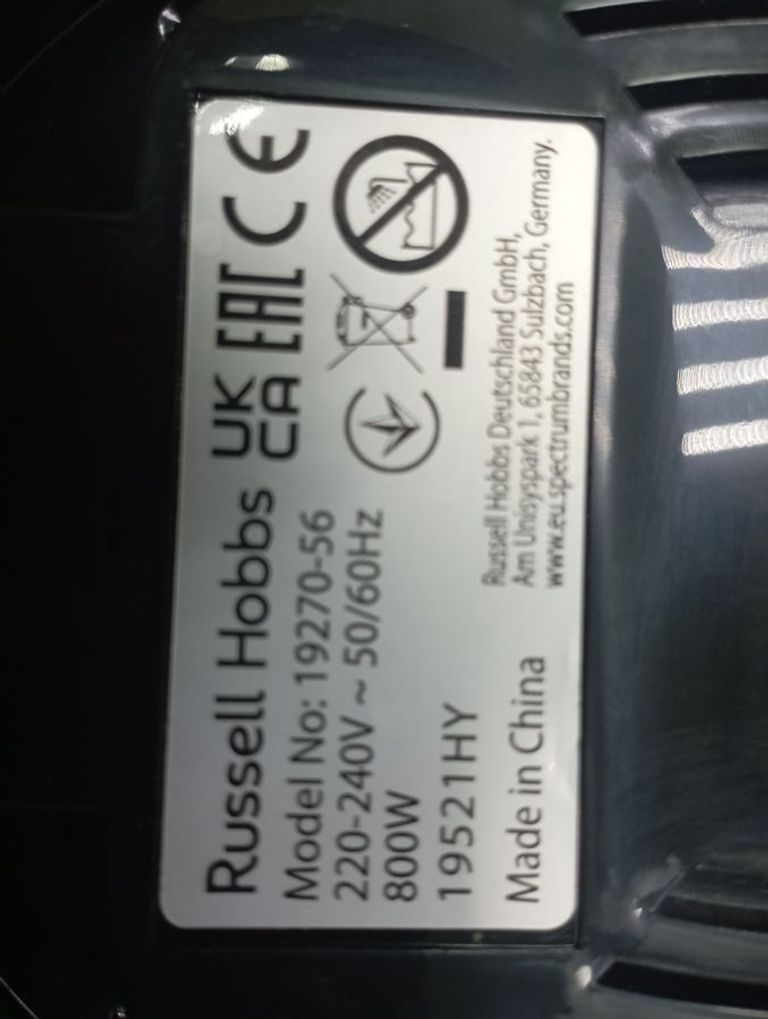 Russell Hobbs
UK
CA
EAC
CE
Model No: 19270-56
220-240V ~ 50/60Hz
800W
19521HY
Made in China
Russell Hobbs Deutschland GmbH,
Am Unisyspark 1, 65843 Sulzbach, Germany.
www.eu.spectrumbrands.com